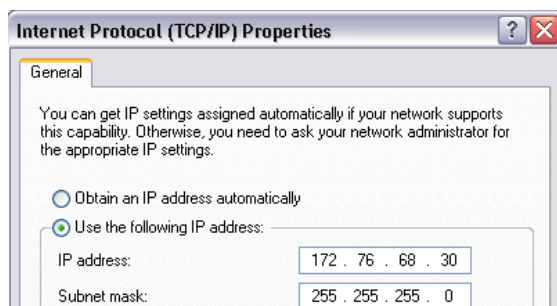 Internet Protocol (TCP/IP) Properties
General
You can get IP settings assigned automatically if your network supports
this capability. Otherwise, you need to ask your network administrator for
the appropriate IP settings.
Obtain an IP address automatically
Use the following IP address:
IP address: 172 . 76 . 68 . 30
Subnet mask: 255 . 255 . 255 . 0